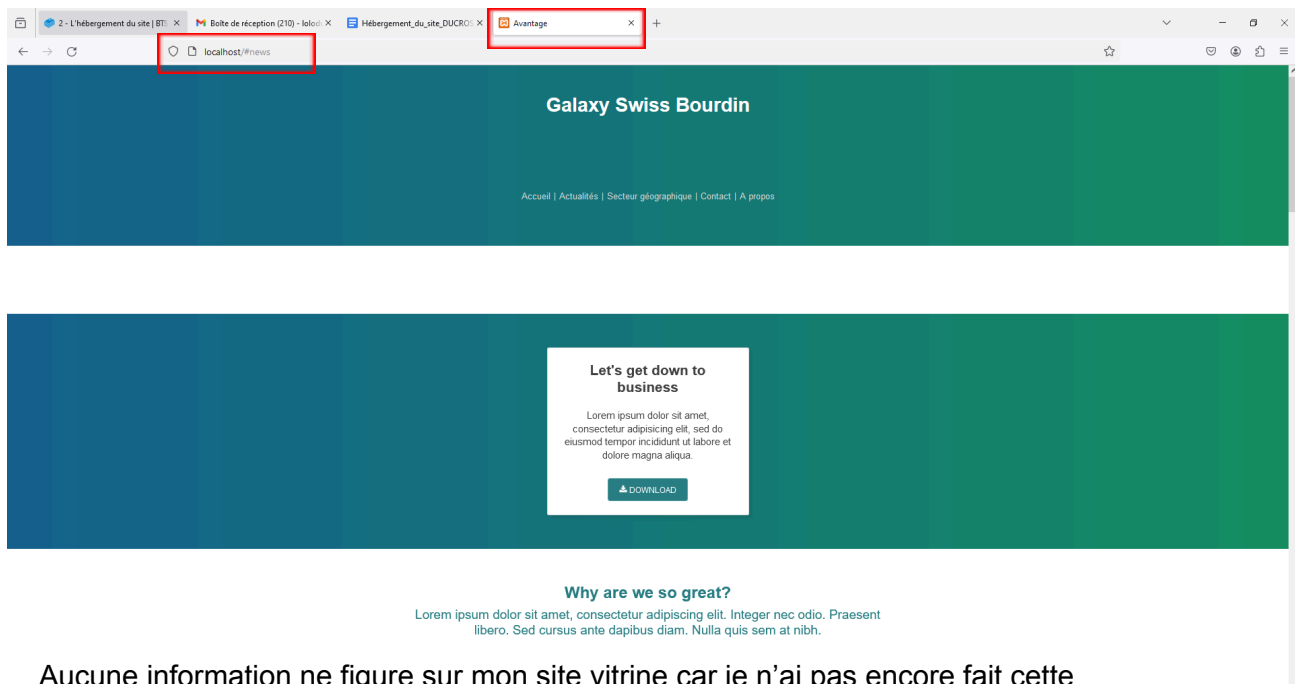 2 - L'hébergement du site | BTS
Boîte de réception (210) - lolod
Hébergement_du_site_DUCROS
Avantage
localhost/#news
Galaxy Swiss Bourdin
Accueil | Actualités | Secteur géographique | Contact | A propos
Let's get down to
business
Lorem ipsum dolor sit amet,
consectetur adipisicing elit, sed do
eiusmod tempor incididunt ut labore et
dolore magna aliqua.
DOWNLOAD
Why are we so great?
Lorem ipsum dolor sit amet, consectetur adipiscing elit. Integer nec odio. Praesent
libero. Sed cursus ante dapibus diam. Nulla quis sem at nibh.
Aucune information ne figure sur mon site vitrine car je n'ai pas encore fait cette